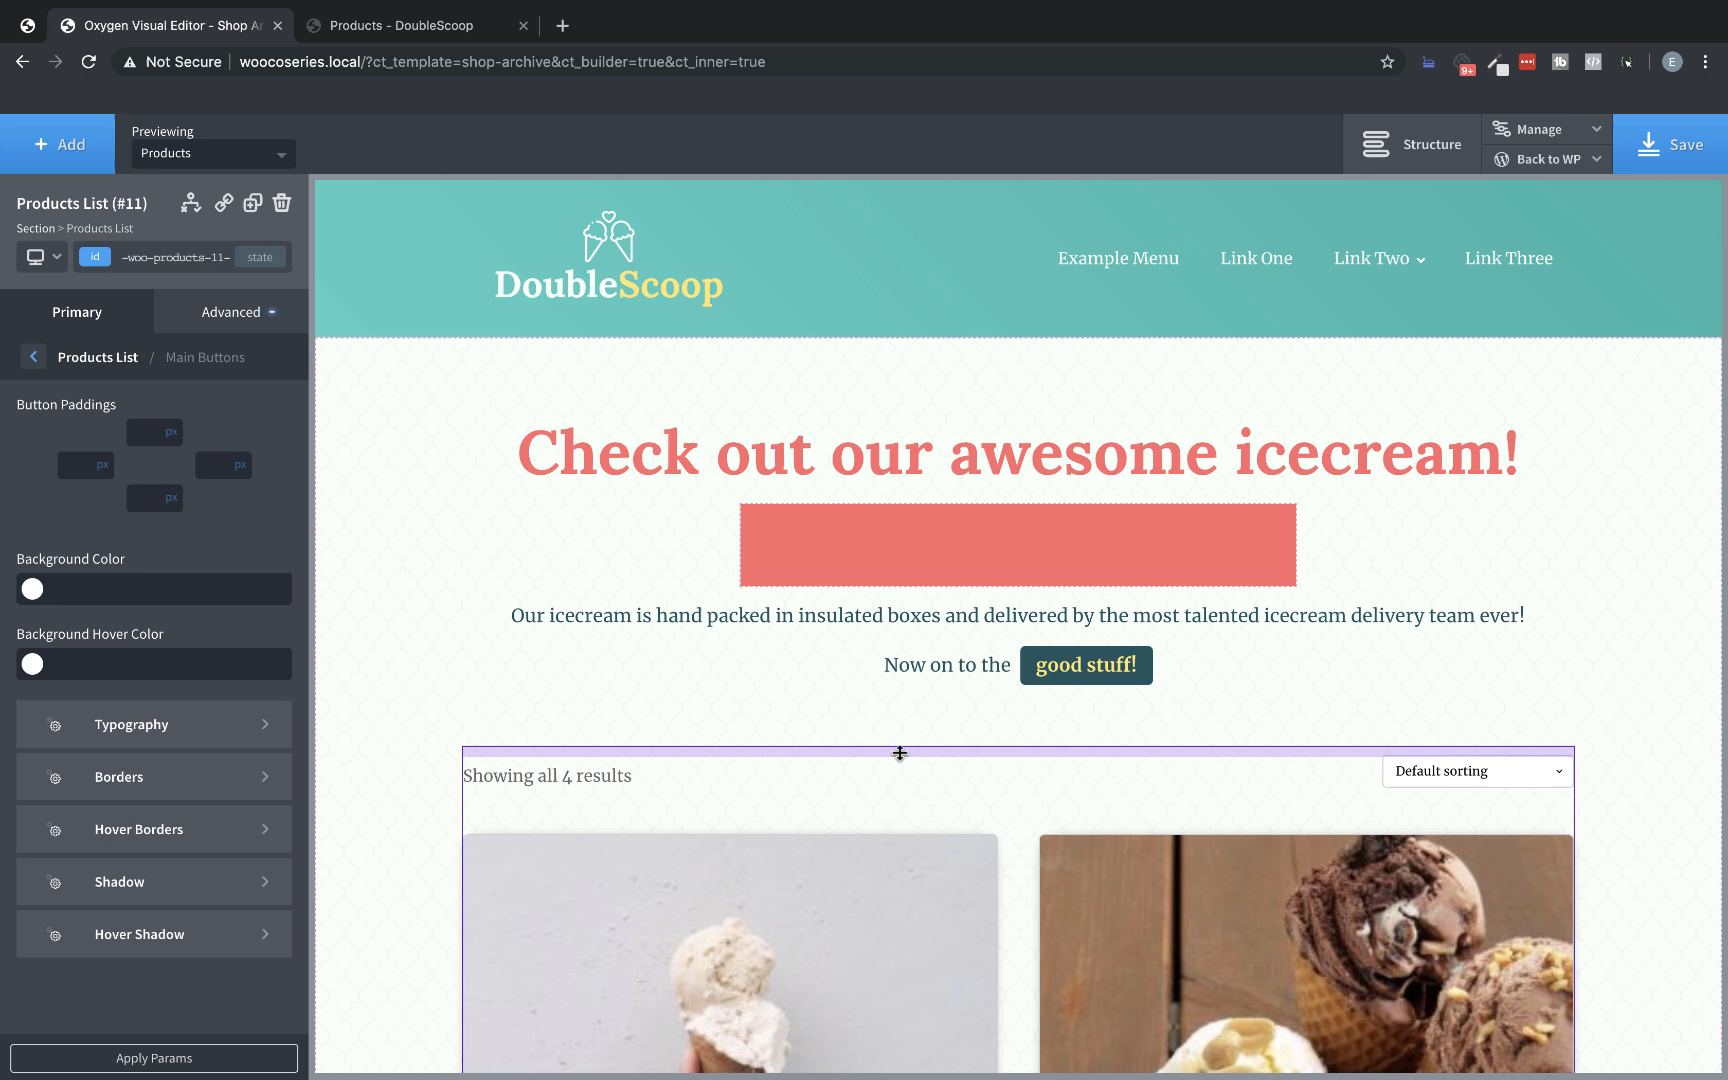 Oxygen Visual Editor - Shop Ar
Products - DoubleScoop
Not Secure
woocoseries.local/?ct_template=shop-archive&ct_builder=true&ct_inner=true
9+
tb
</>
E
+ Add
Previewing
Products
Structure
Manage
Back to WP
Save
Products List (#11)
Section > Products List
id
-woo-products-11-
state
Primary
Advanced
Products List / Main Buttons
Button Paddings
px
px
px
px
Background Color
Background Hover Color
Typography
Borders
Hover Borders
Shadow
Hover Shadow
Apply Params
DoubleScoop
Example Menu
Link One
Link Two
Link Three
Check out our awesome icecream!
Our icecream is hand packed in insulated boxes and delivered by the most talented icecream delivery team ever!
Now on to the good stuff!
Showing all 4 results
Default sorting